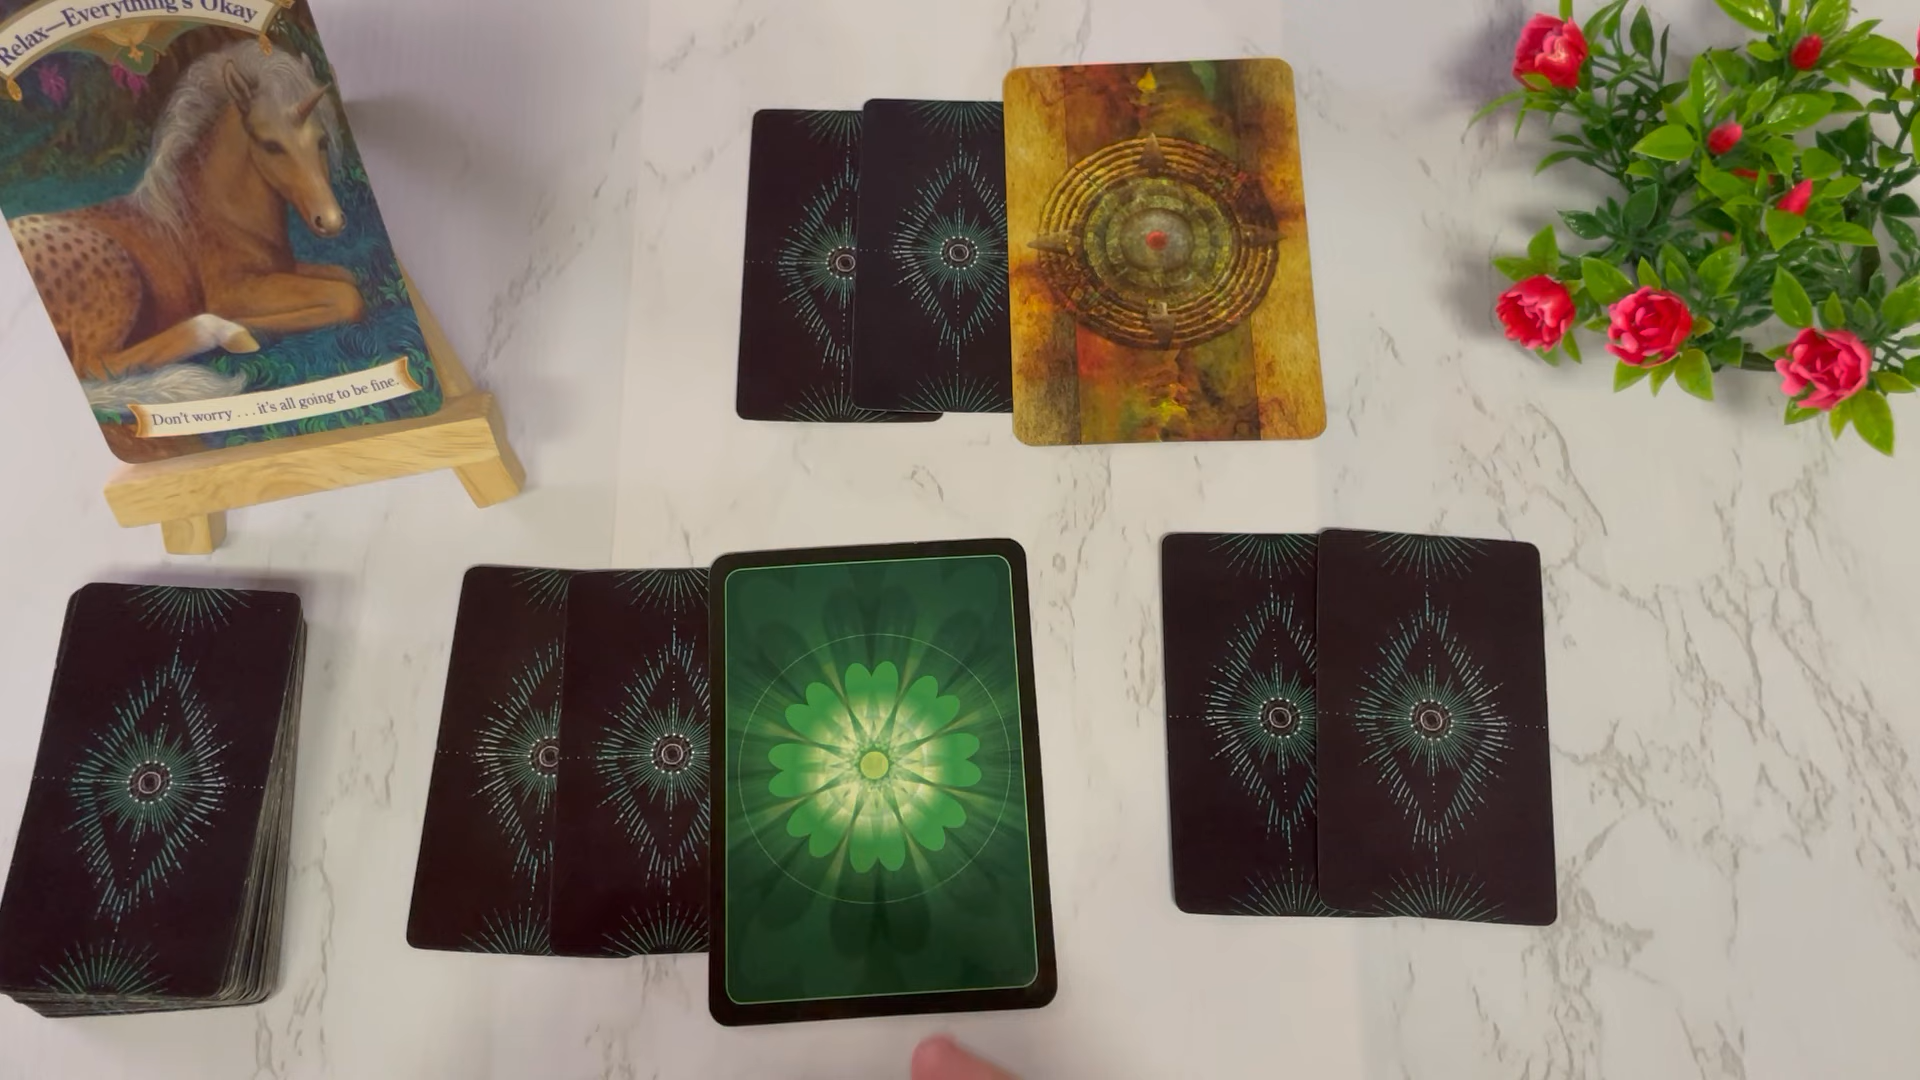 Relax—Everything's Okay
Don't worry . . . it's all going to be fine.